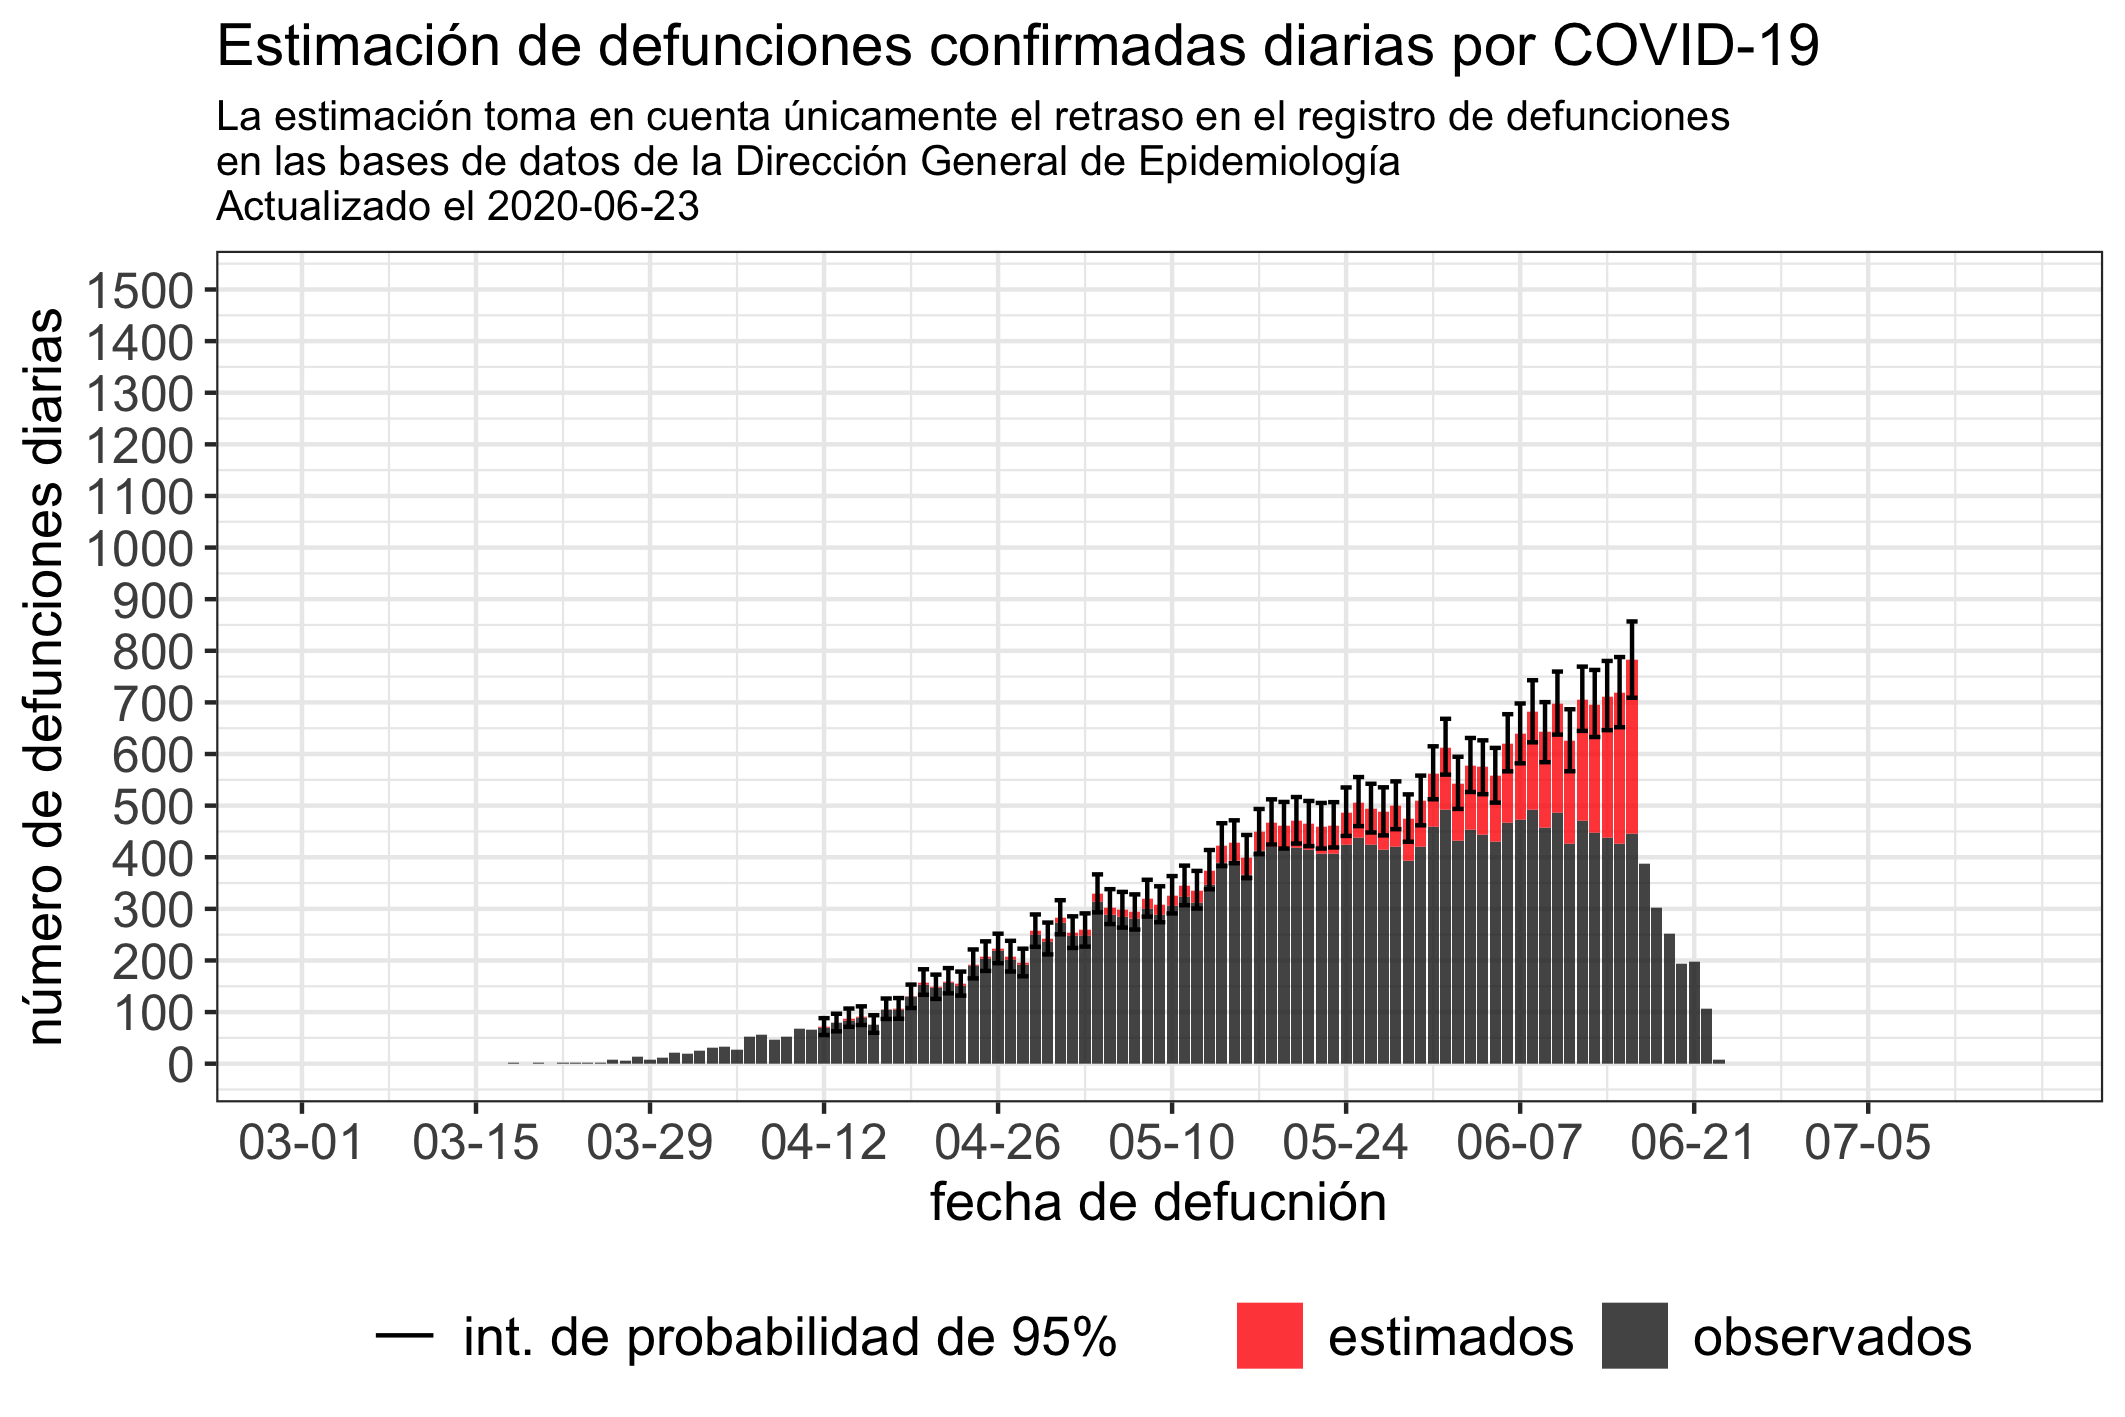 Estimación de defunciones confirmadas diarias por COVID-19
La estimación toma en cuenta únicamente el retraso en el registro de defunciones
en las bases de datos de la Dirección General de Epidemiología
Actualizado el 2020-06-23
número de defunciones diarias
1500
1400
1300
1200
1100
1000
900
800
700
600
500
400
300
200
100
0
03-01 03-15 03-29 04-12 04-26 05-10 05-24 06-07 06-21 07-05
fecha de defucnión
int. de probabilidad de 95% estimados observados